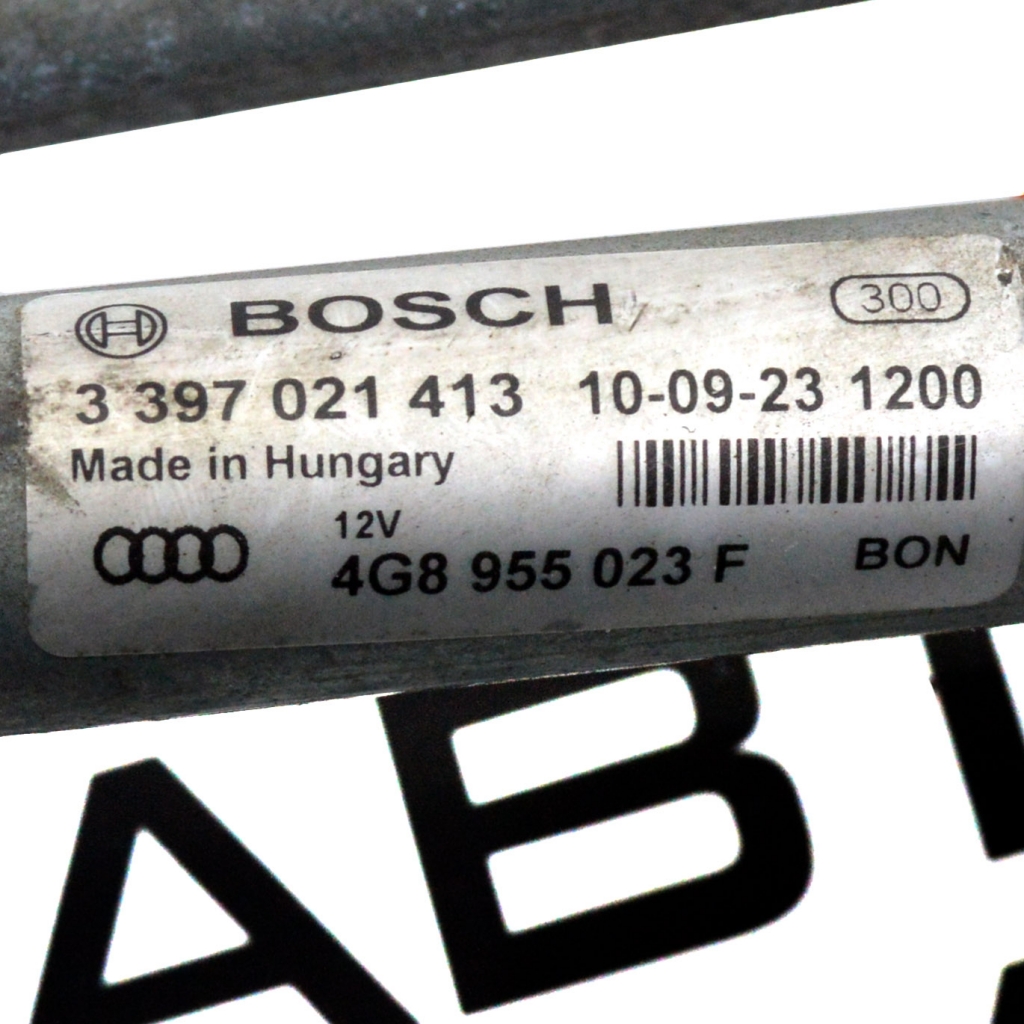 BOSCH 300
3 397 021 413 10-09-23 1200
Made in Hungary
12V
4G8 955 023 F BON
AB